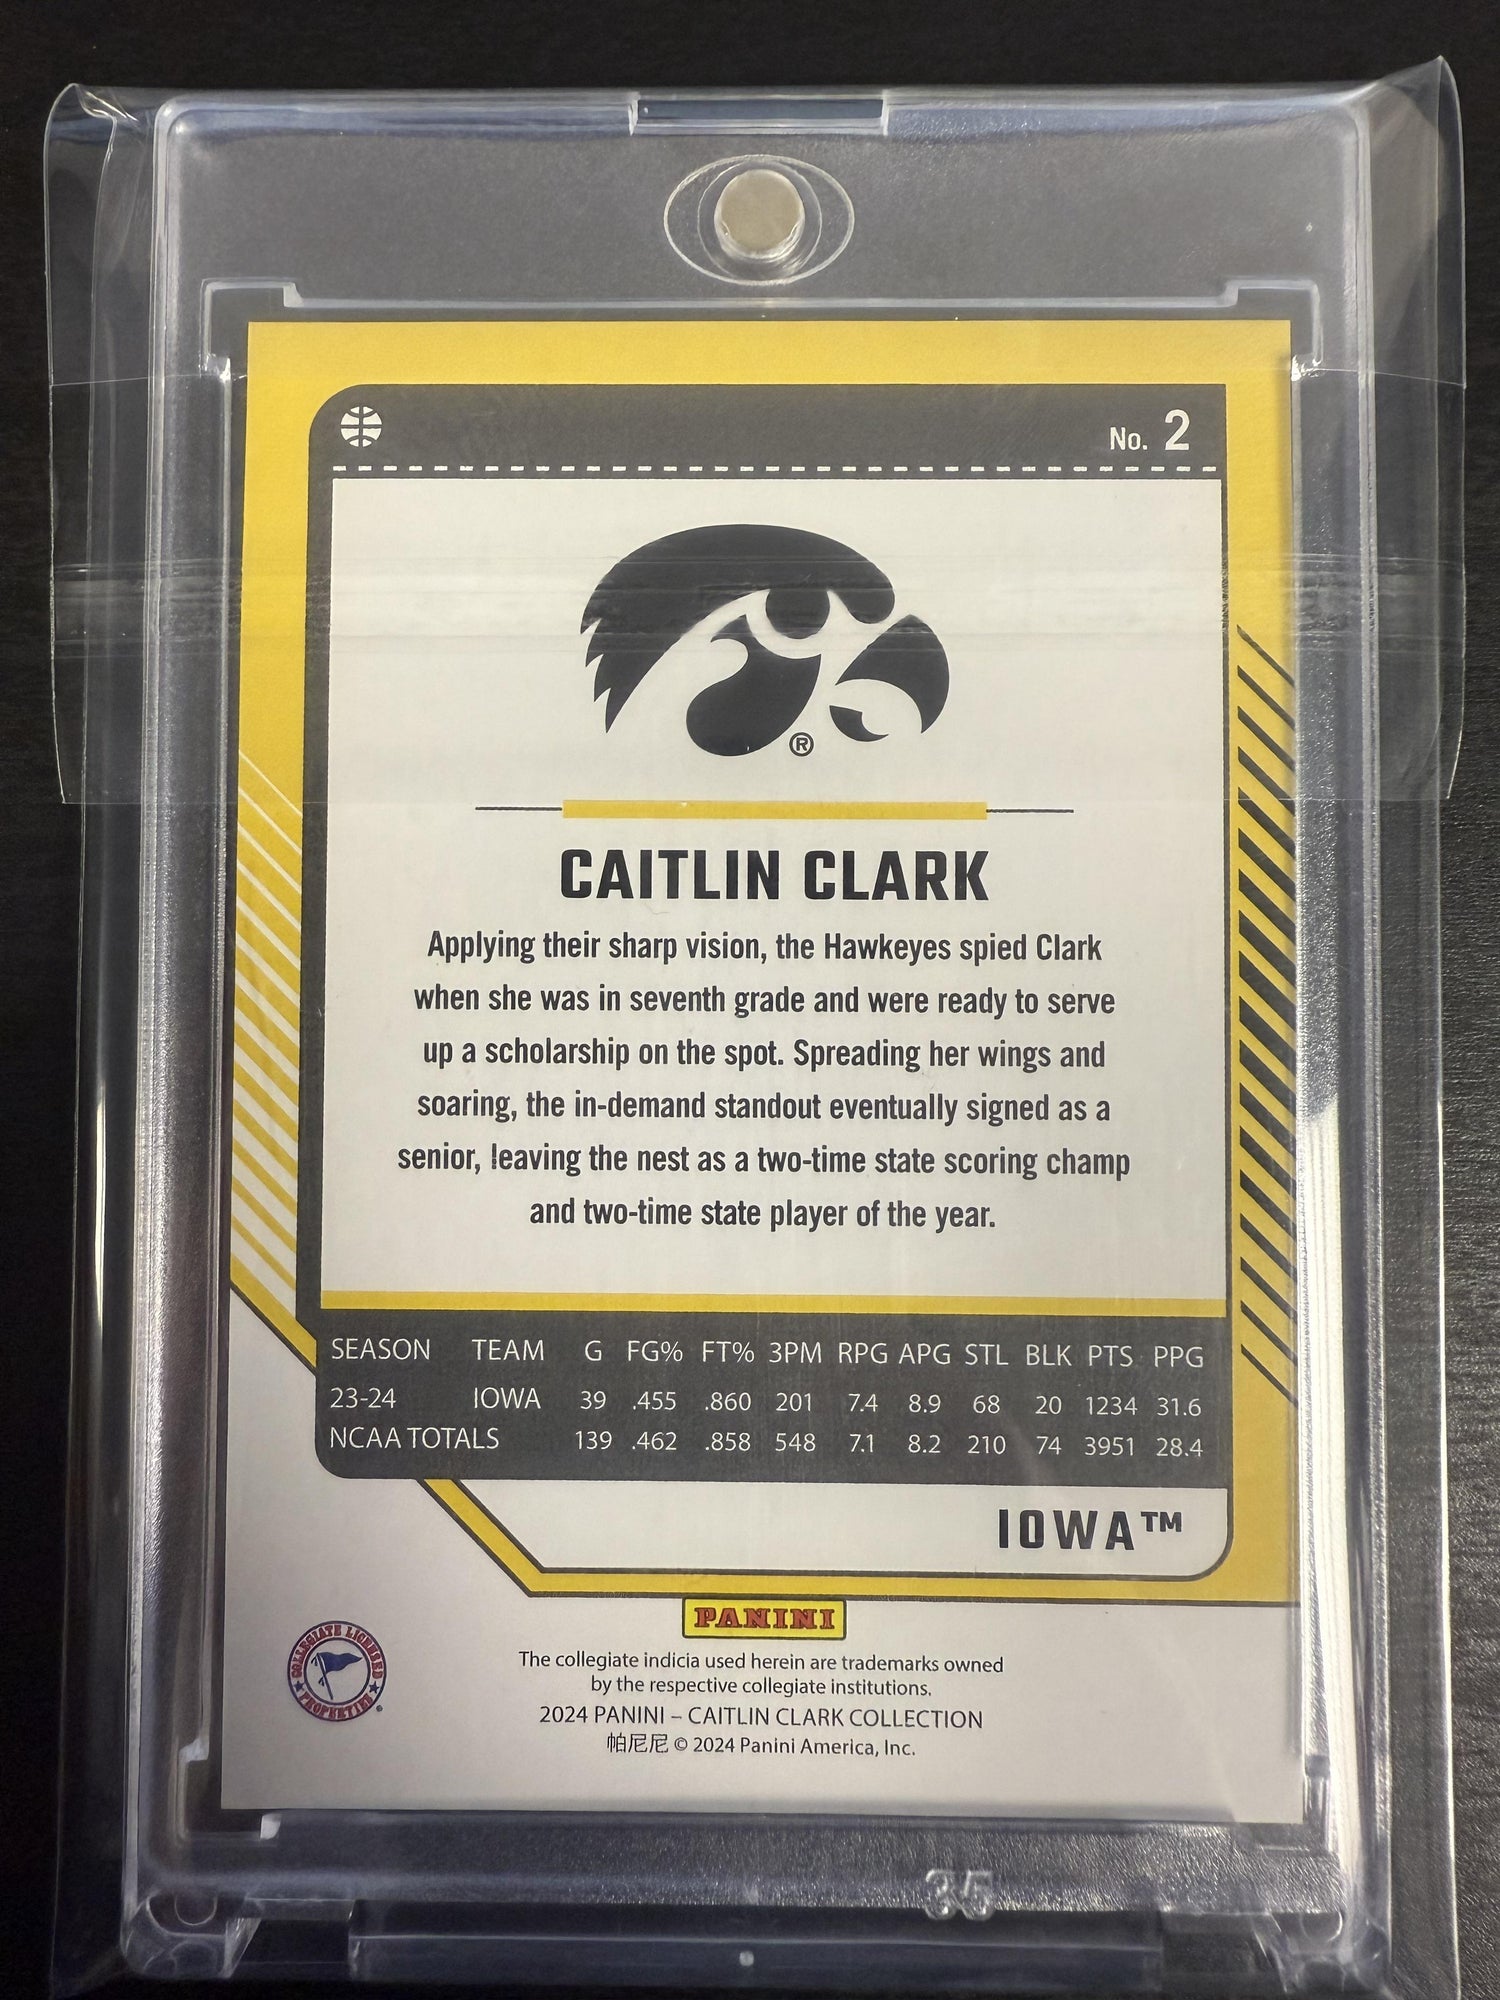 No. 2
®
CAITLIN CLARK
Applying their sharp vision, the Hawkeyes spied Clark
when she was in seventh grade and were ready to serve
up a scholarship on the spot. Spreading her wings and
soaring, the in-demand standout eventually signed as a
senior, leaving the nest as a two-time state scoring champ
and two-time state player of the year.
SEASON TEAM G FG% FT% 3PM RPG APG STL BLK PTS PPG
23-24 IOWA 39 .455 .860 201 7.4 8.9 68 20 1234 31.6
NCAA TOTALS 139 .462 .858 548 7.1 8.2 210 74 3951 28.4
IOWA™
PANINI
COLLEGIATE LICENSED PROPERTIES
The collegiate indicia used herein are trademarks owned
by the respective collegiate institutions.
2024 PANINI – CAITLIN CLARK COLLECTION
帕尼尼 © 2024 Panini America, Inc.
35